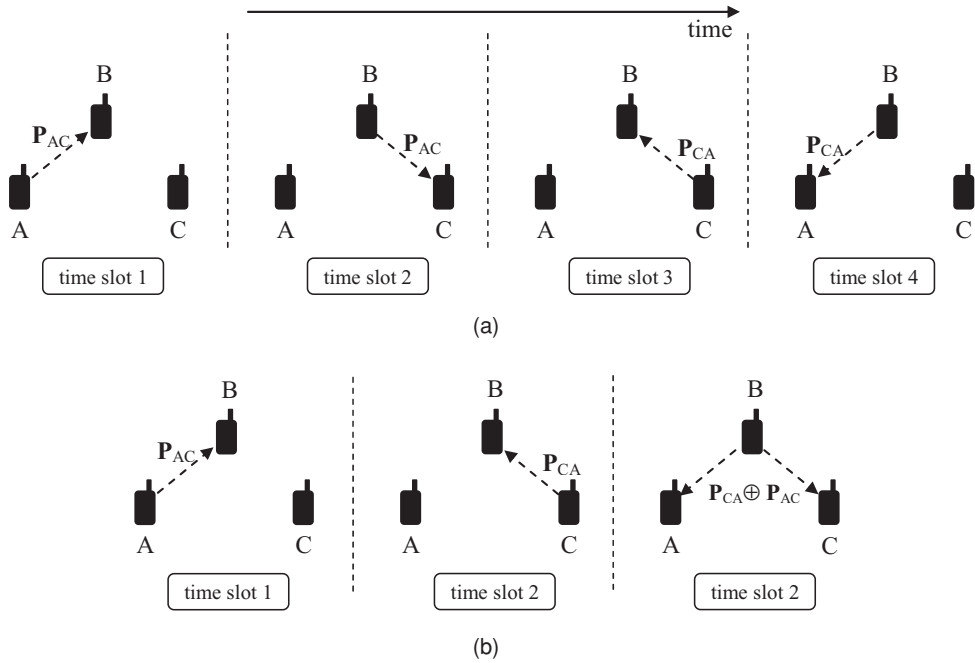 time
B
B
B
B
P_AC
P_AC
P_CA
P_CA
A
C
A
C
A
C
A
C
time slot 1
time slot 2
time slot 3
time slot 4
(a)
B
B
B
P_AC
P_CA
P_CA ⊕ P_AC
A
C
A
C
A
C
time slot 1
time slot 2
time slot 2
(b)